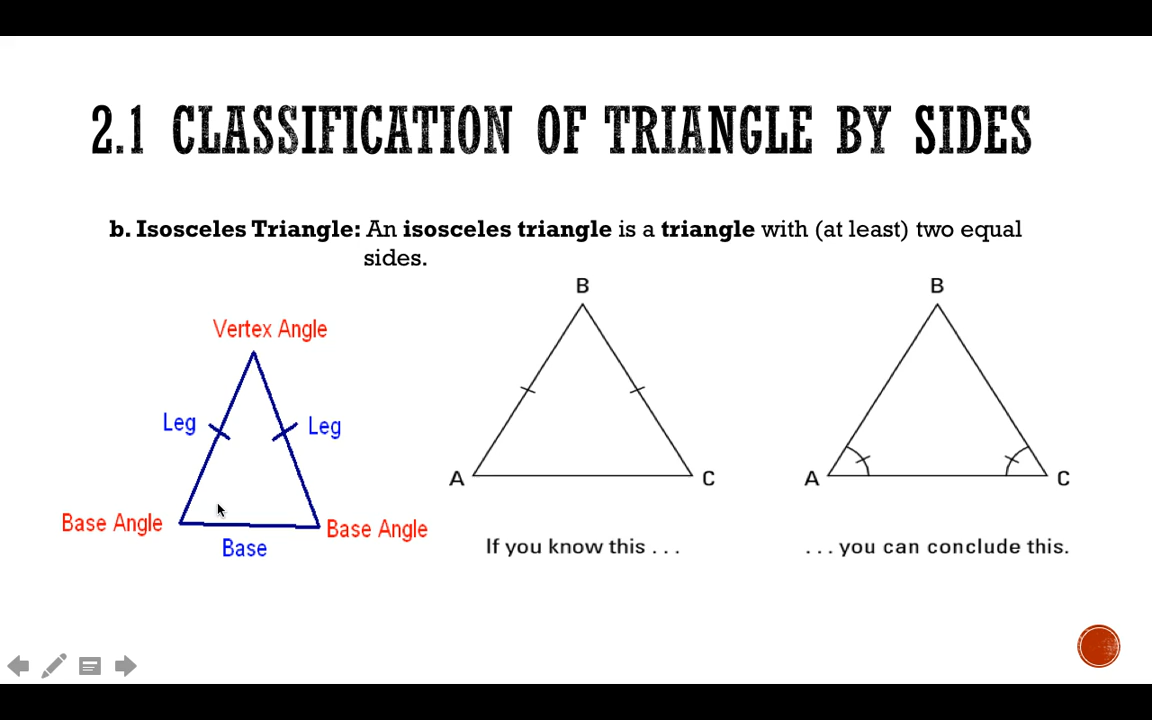 2.1 CLASSIFICATION OF TRIANGLE BY SIDES
b. Isosceles Triangle: An isosceles triangle is a triangle with (at least) two equal
sides.
Vertex Angle
Leg
Leg
Base Angle
Base Angle
Base
B
A
C
If you know this . . .
B
A
C
. . . you can conclude this.